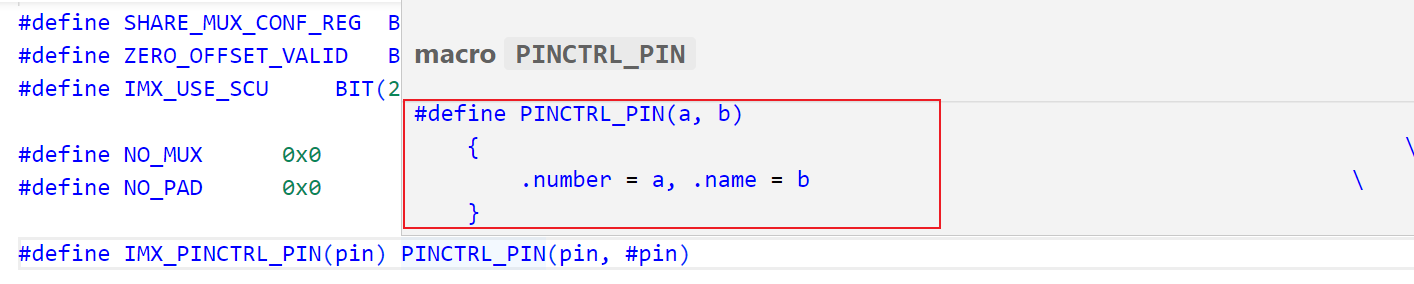 #define SHARE_MUX_CONF_REG B
#define ZERO_OFFSET_VALID B
#define IMX_USE_SCU BIT(2
#define NO_MUX 0x0
#define NO_PAD 0x0
macro PINCTRL_PIN
#define PINCTRL_PIN(a, b)
{ \
.number = a, .name = b \
}
#define IMX_PINCTRL_PIN(pin) PINCTRL_PIN(pin, #pin)